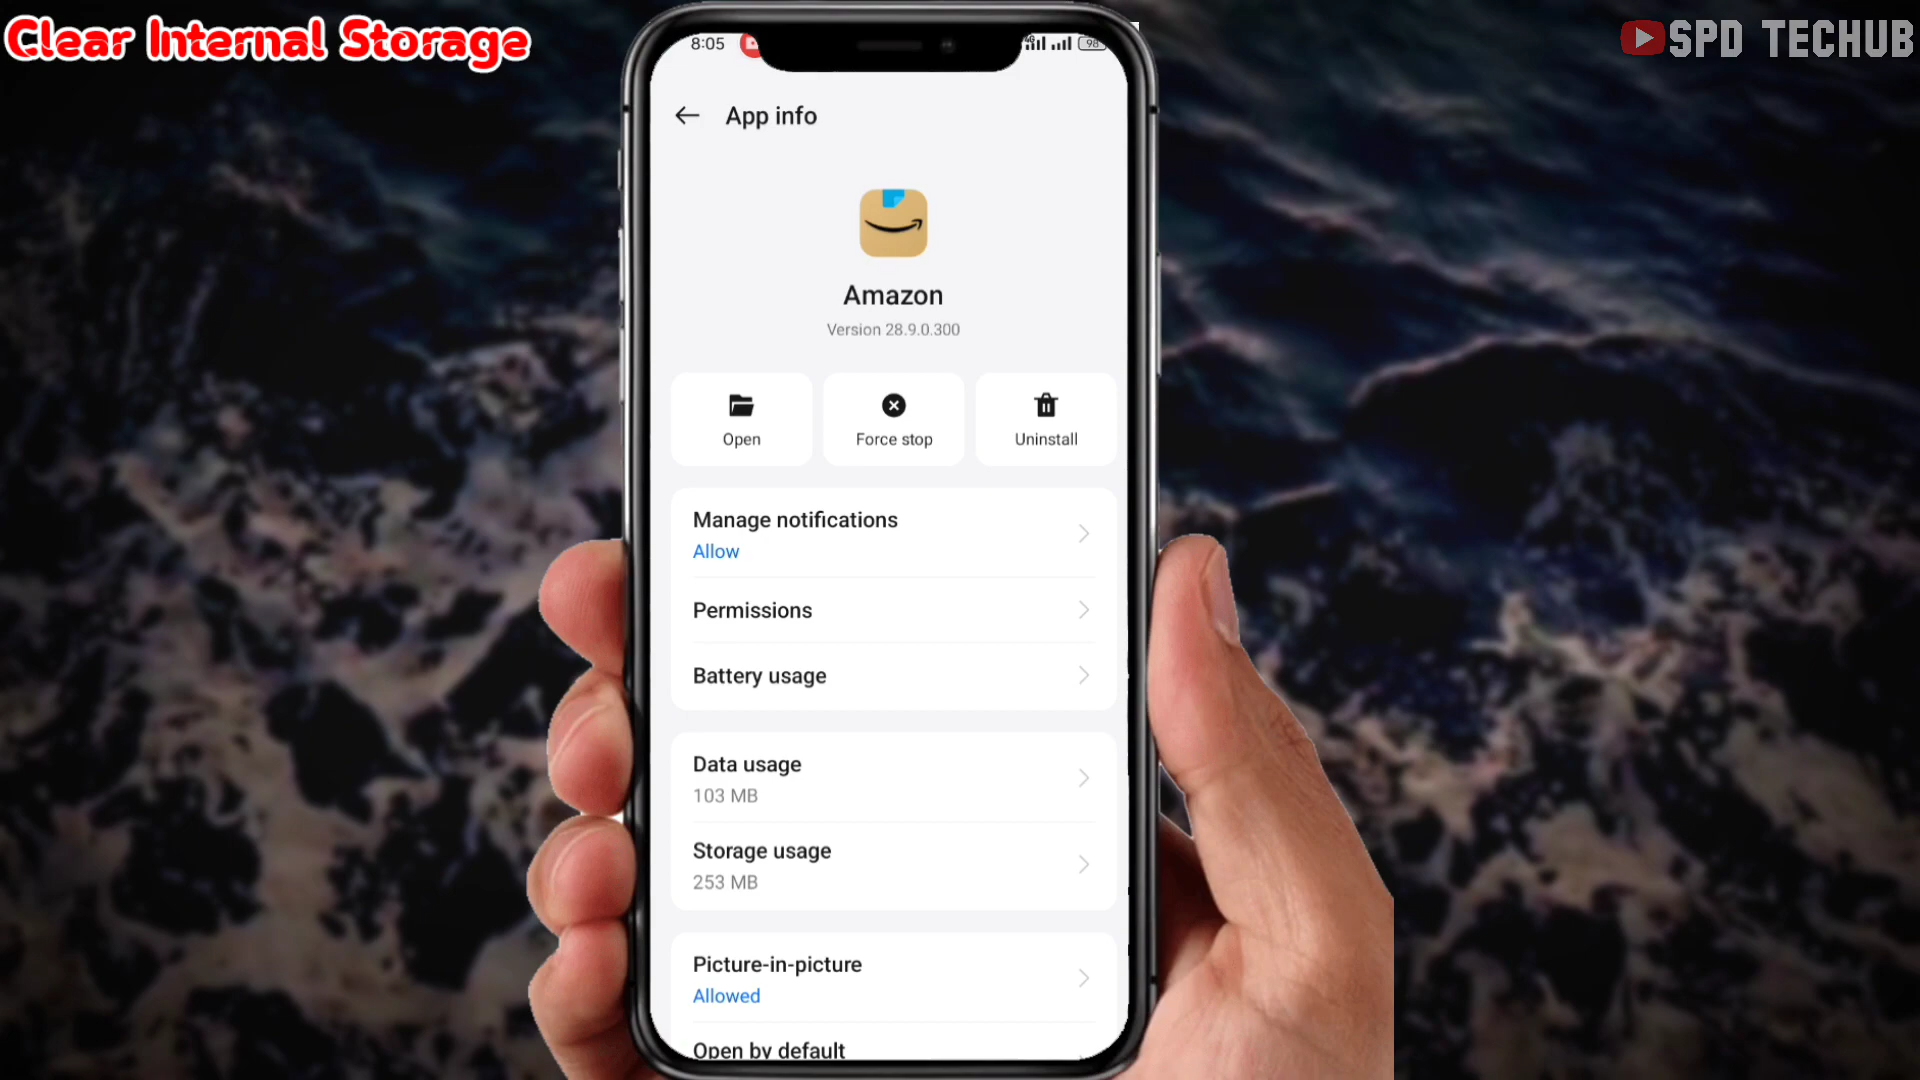 Clear Internal Storage
SPD TECHUB
8:05
4G
98
App info
Amazon
Version 28.9.0.300
Open
Force stop
Uninstall
Manage notifications
Allow
Permissions
Battery usage
Data usage
103 MB
Storage usage
253 MB
Picture-in-picture
Allowed
Open by default